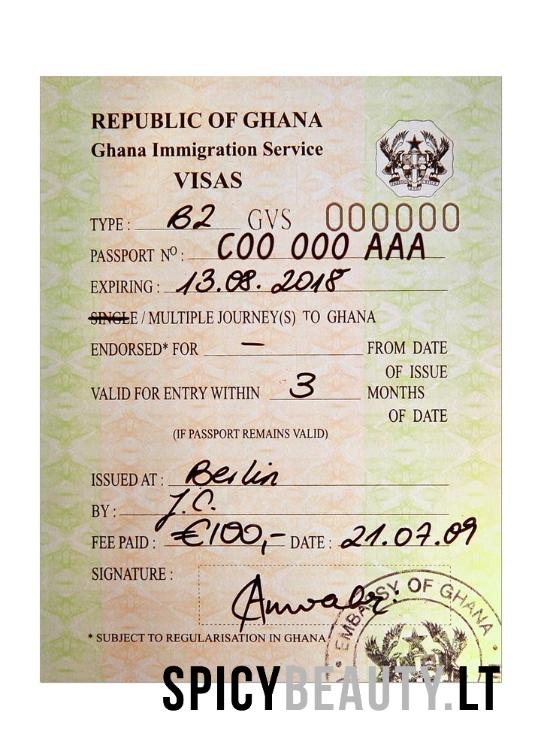 REPUBLIC OF GHANA
Ghana Immigration Service
VISAS
TYPE : B2 GVS 000000
PASSPORT Nº : C00 000 AAA
EXPIRING : 13.08.2018
SINGLE / MULTIPLE JOURNEY(S) TO GHANA
ENDORSED* FOR — FROM DATE
OF ISSUE
VALID FOR ENTRY WITHIN 3 MONTHS
OF DATE
(IF PASSPORT REMAINS VALID)
ISSUED AT : Berlin
BY : J.C.
FEE PAID : €100,- DATE : 21.07.09
SIGNATURE :
EMBASSY OF GHANA
* SUBJECT TO REGULARISATION IN GHANA
SPICYBEAUTY.LT